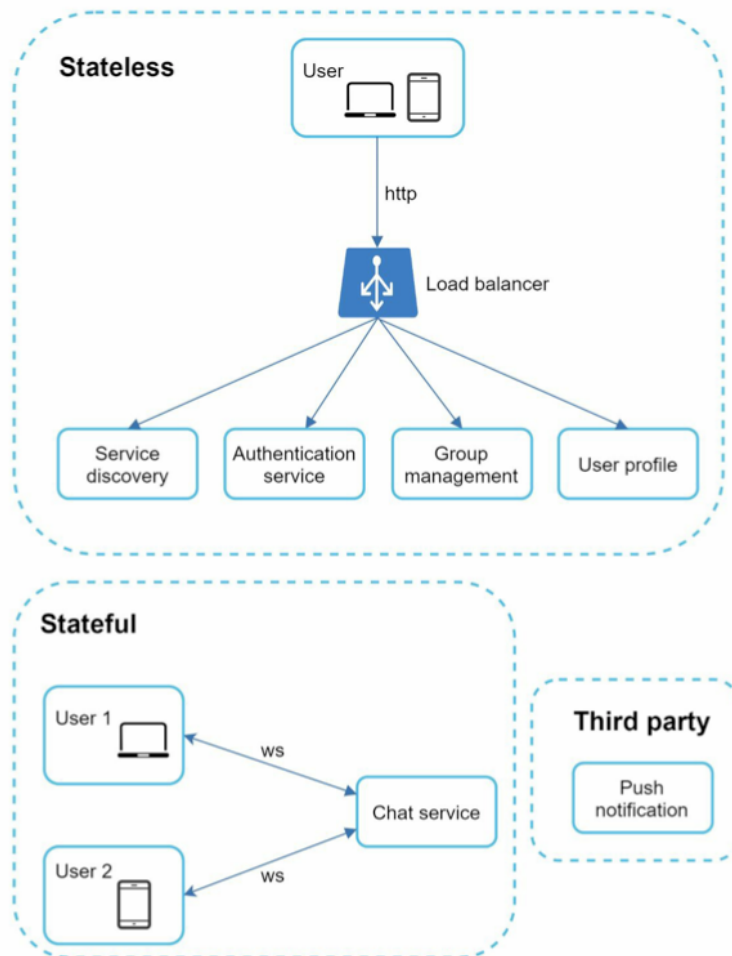 Stateless
User
http
Load balancer
Service
discovery
Authentication
service
Group
management
User profile
Stateful
User 1
ws
Chat service
User 2
ws
Third party
Push
notification